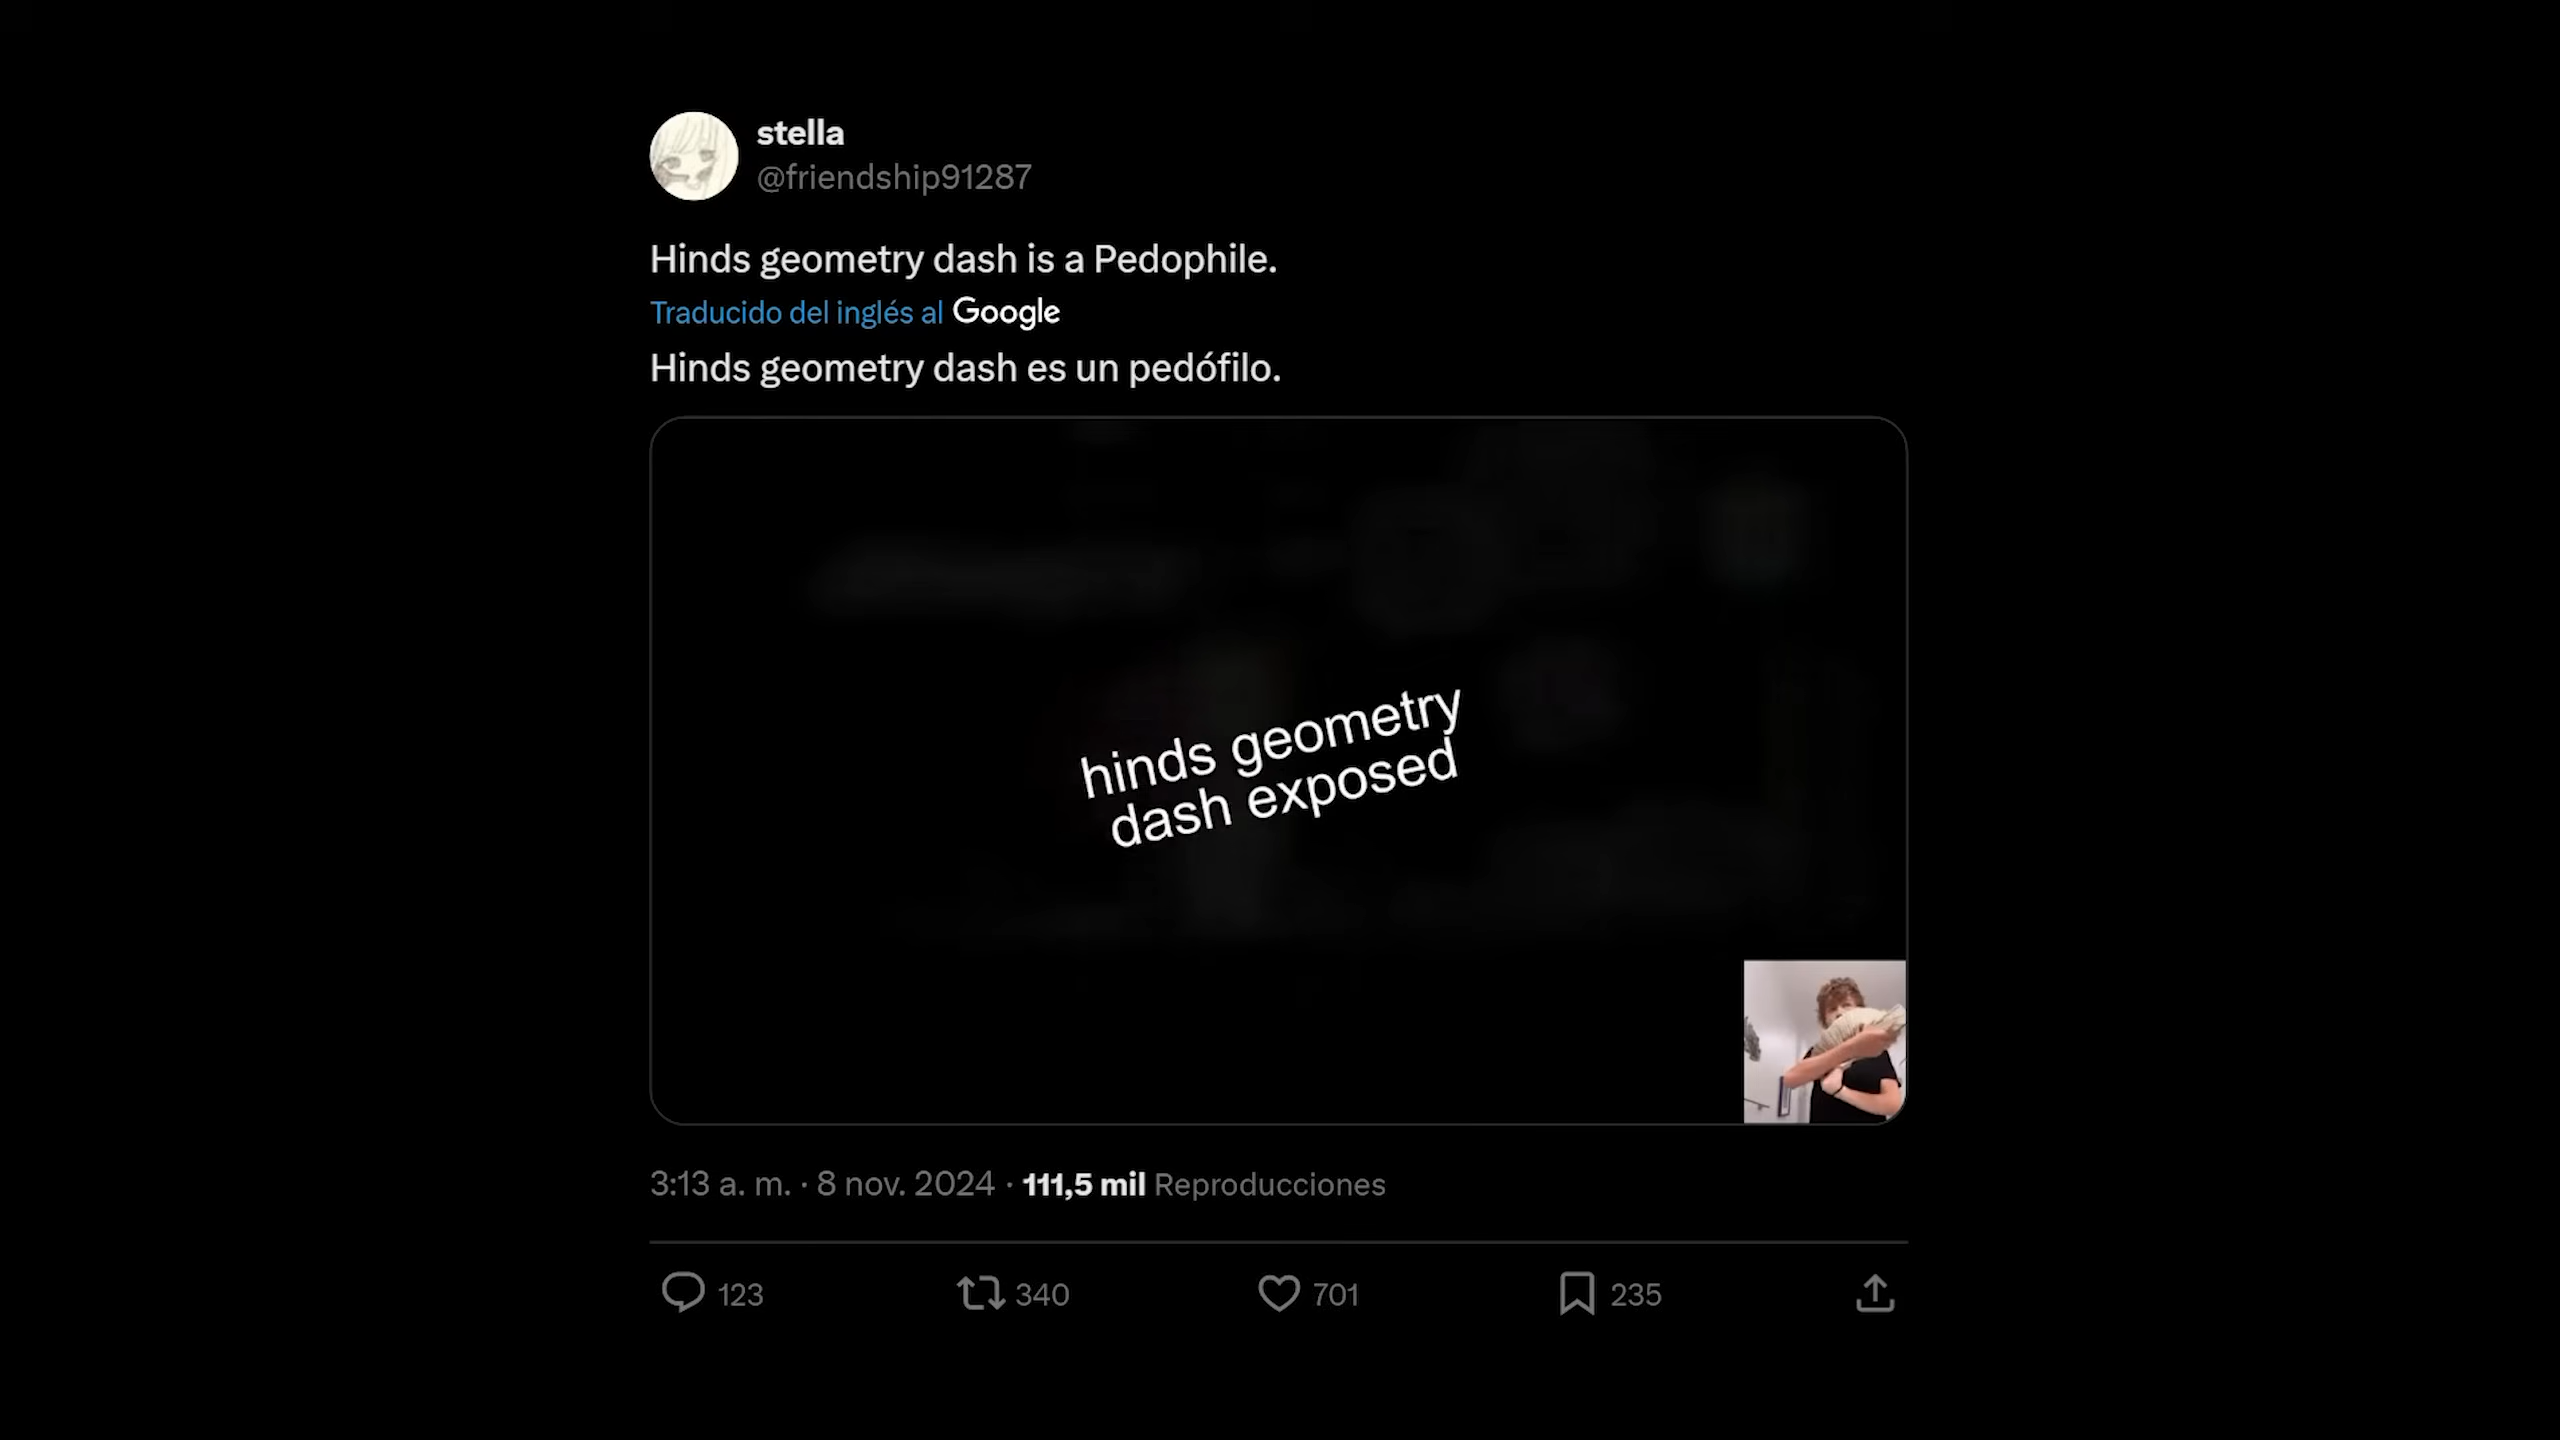 stella
@friendship91287
Hinds geometry dash is a Pedophile.
Traducido del inglés al Google
Hinds geometry dash es un pedófilo.
hinds geometry
dash exposed
3:13 a. m. · 8 nov. 2024 · 111,5 mil Reproducciones
123 340 701 235